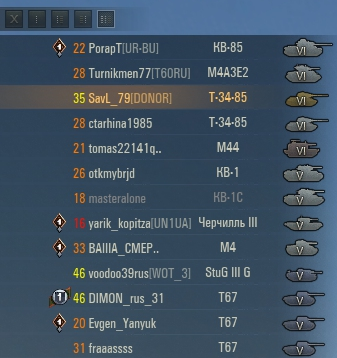 22 PorapT[UR-BU] КВ-85 VI
28 Turnikmen77[T60RU] M4A3E2 VI
35 SavL_79[DONOR] Т-34-85 VI
28 ctarhina1985 Т-34-85 VI
21 tomas22141q.. M44 VI
26 otkmybrjd КВ-1 V
18 masteralone КВ-1С V
16 yarik_kopitza[UN1UA] Черчилль III V
33 BAIIIA_CMEP.. M4 V
46 voodoo39rus[WOT_3] StuG III G V
1 46 DIMON_rus_31 T67 V
20 Evgen_Yanyuk T67 V
31 fraaassss T67 V